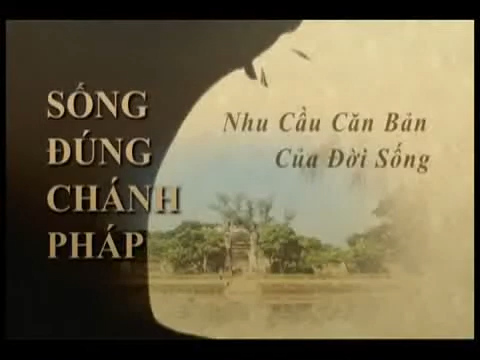 SỐNG
ĐÚNG
CHÁNH
PHÁP
Nhu Cầu Căn Bản
Của Đời Sống